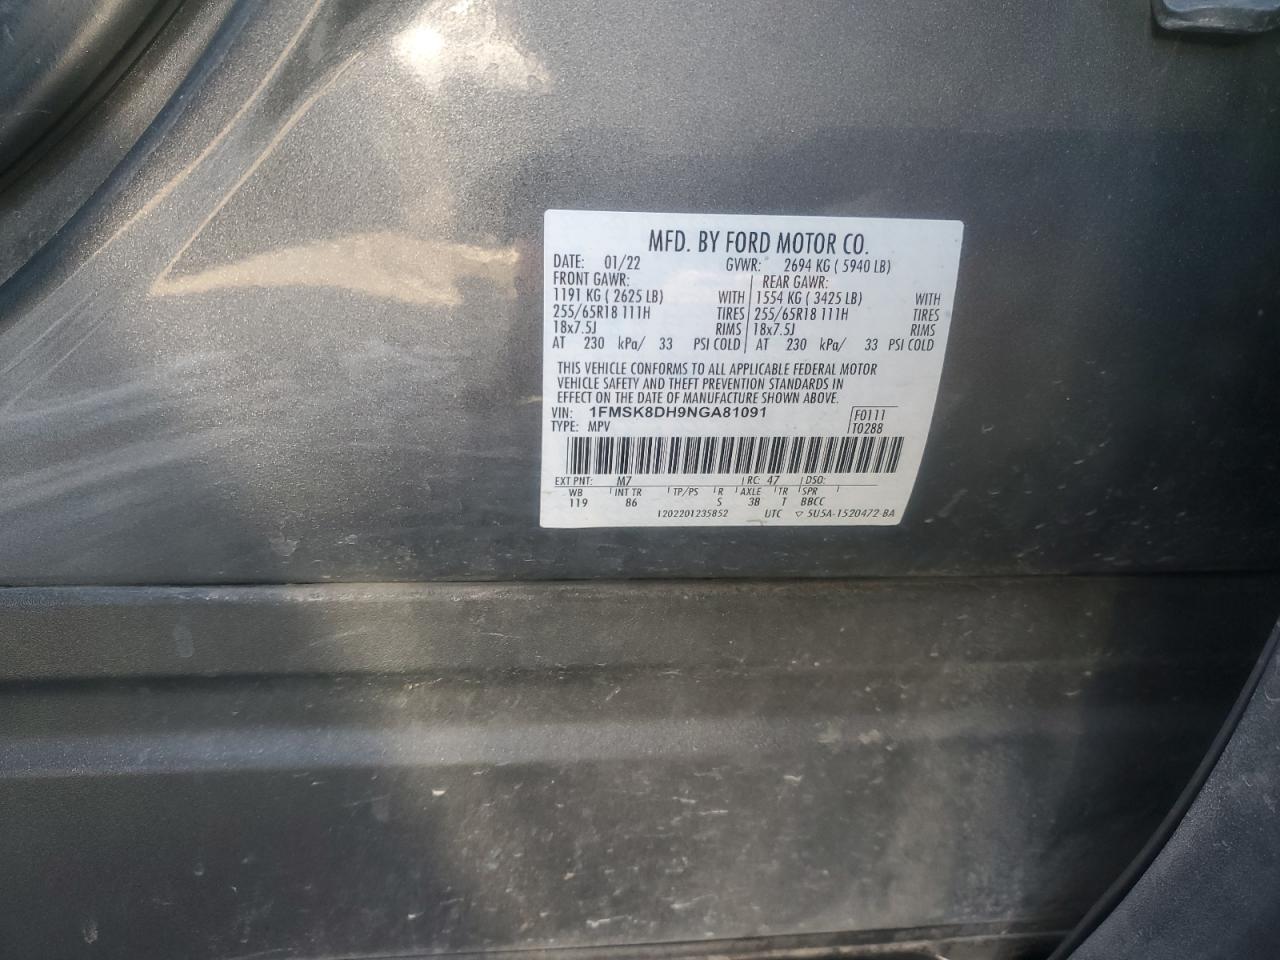 MFD. BY FORD MOTOR CO.
DATE: 01/22 GVWR: 2694 KG ( 5940 LB)
FRONT GAWR: REAR GAWR:
1191 KG ( 2625 LB) WITH 1554 KG ( 3425 LB) WITH
255/65R18 111H TIRES 255/65R18 111H TIRES
18x7.5J RIMS 18x7.5J RIMS
AT 230 kPa/ 33 PSI COLD AT 230 kPa/ 33 PSI COLD
THIS VEHICLE CONFORMS TO ALL APPLICABLE FEDERAL MOTOR
VEHICLE SAFETY AND THEFT PREVENTION STANDARDS IN
EFFECT ON THE DATE OF MANUFACTURE SHOWN ABOVE.
VIN: 1FMSK8DH9NGA81091 F0111
TYPE: MPV T0288
EXT PNT: M7 RC: 47 DSO:
WB INT TR TP/PS R AXLE TR SPR
119 86 S 3B T BBCC
1202201235852 UTC ▽ 5U5A-1520472-BA